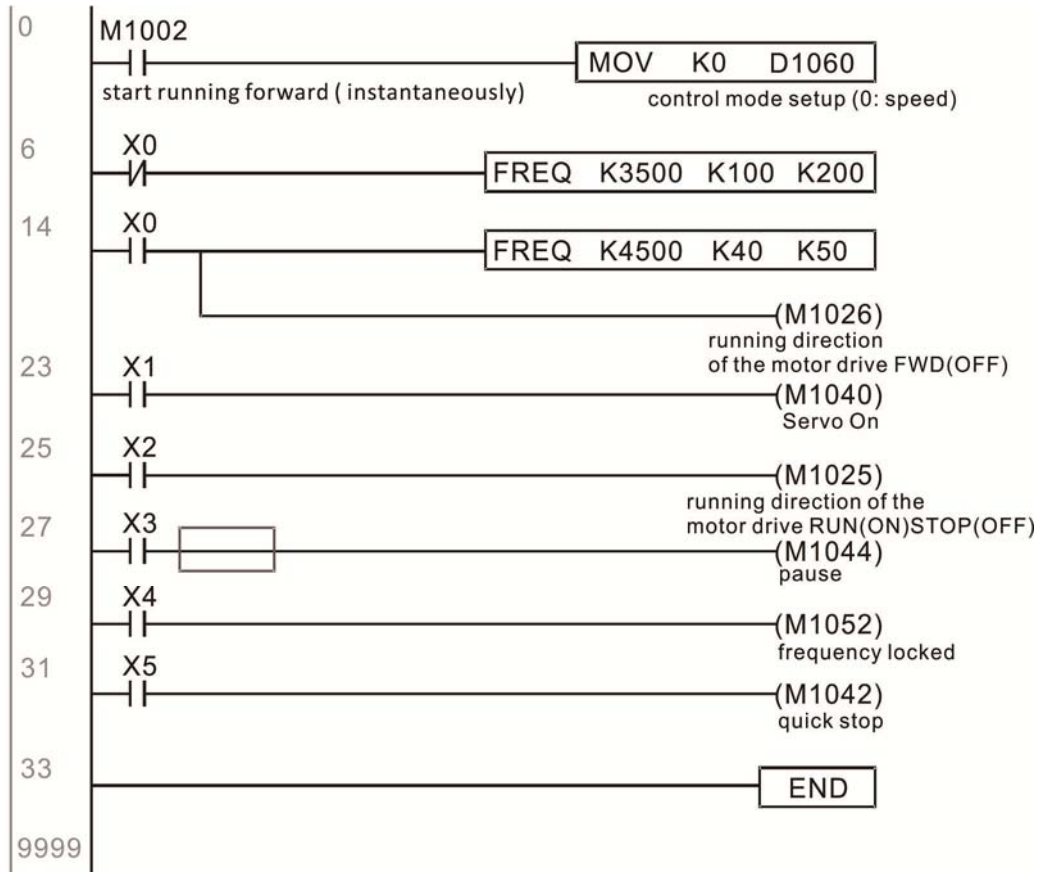 0
M1002
MOV K0 D1060
start running forward ( instantaneously)
control mode setup (0: speed)
6
X0
FREQ K3500 K100 K200
14
X0
FREQ K4500 K40 K50
(M1026)
running direction
of the motor drive FWD(OFF)
23
X1
(M1040)
Servo On
25
X2
(M1025)
running direction of the
motor drive RUN(ON)STOP(OFF)
27
X3
(M1044)
pause
29
X4
(M1052)
frequency locked
31
X5
(M1042)
quick stop
33
END
9999